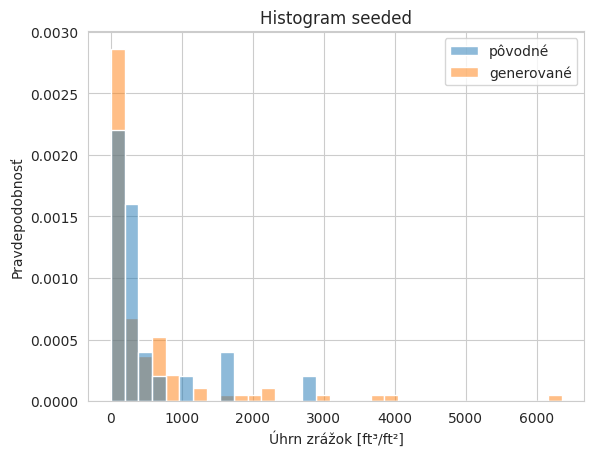 Histogram seeded
pôvodné
generované
Pravdepodobnosť
0.0030
0.0025
0.0020
0.0015
0.0010
0.0005
0.0000
0 1000 2000 3000 4000 5000 6000
Úhrn zrážok [ft³/ft²]